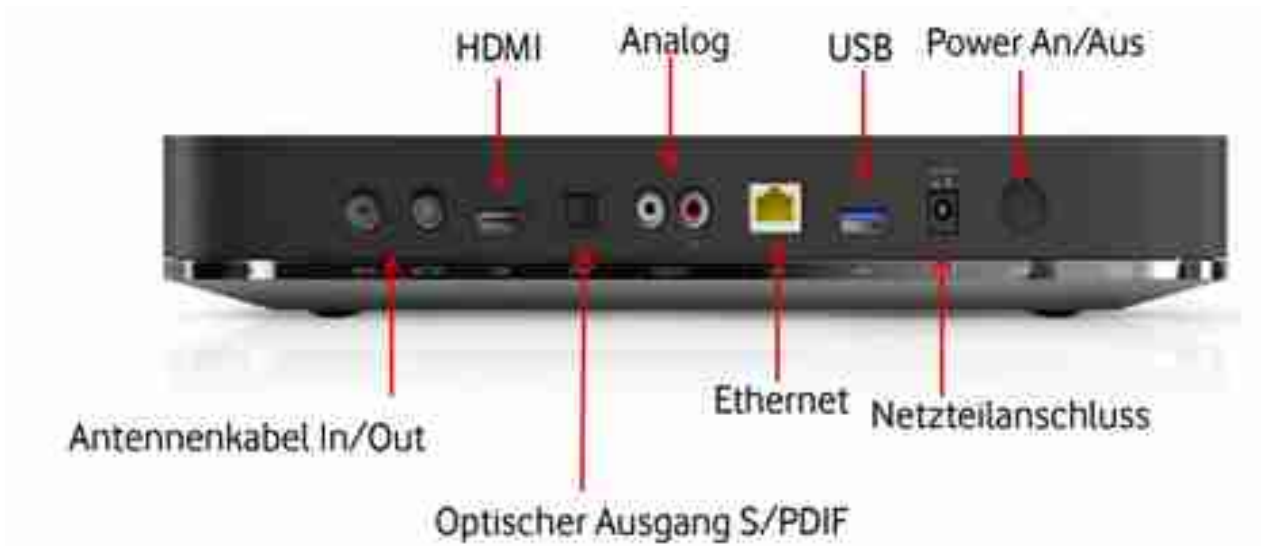 HDMI
Analog
USB
Power An/Aus
Antennenkabel In/Out
Optischer Ausgang S/PDIF
Ethernet
Netzteilanschluss